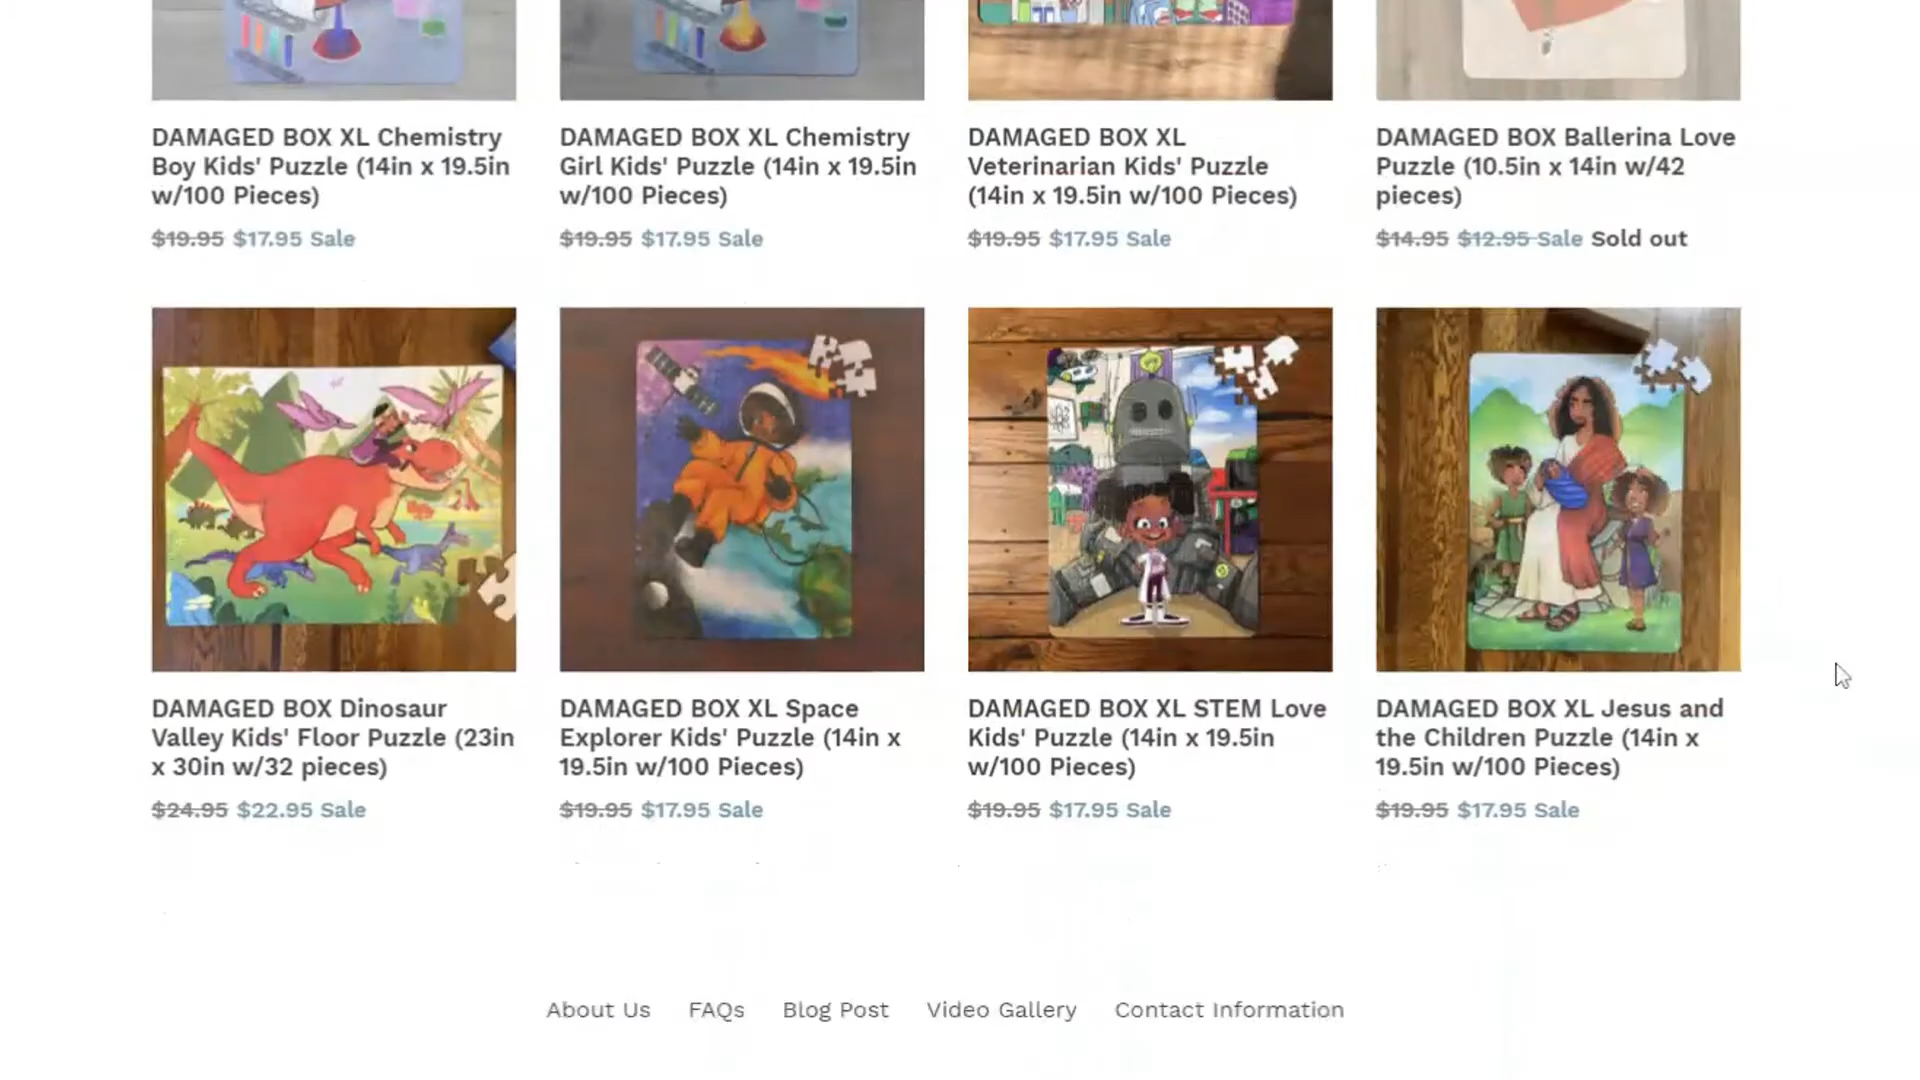 DAMAGED BOX XL Chemistry
Boy Kids' Puzzle (14in x 19.5in
w/100 Pieces)
$19.95 $17.95 Sale
DAMAGED BOX XL Chemistry
Girl Kids' Puzzle (14in x 19.5in
w/100 Pieces)
$19.95 $17.95 Sale
DAMAGED BOX XL
Veterinarian Kids' Puzzle
(14in x 19.5in w/100 Pieces)
$19.95 $17.95 Sale
DAMAGED BOX Ballerina Love
Puzzle (10.5in x 14in w/42
pieces)
$14.95 $12.95 Sale Sold out
DAMAGED BOX Dinosaur
Valley Kids' Floor Puzzle (23in
x 30in w/32 pieces)
$24.95 $22.95 Sale
DAMAGED BOX XL Space
Explorer Kids' Puzzle (14in x
19.5in w/100 Pieces)
$19.95 $17.95 Sale
DAMAGED BOX XL STEM Love
Kids' Puzzle (14in x 19.5in
w/100 Pieces)
$19.95 $17.95 Sale
DAMAGED BOX XL Jesus and
the Children Puzzle (14in x
19.5in w/100 Pieces)
$19.95 $17.95 Sale
About Us FAQs Blog Post Video Gallery Contact Information